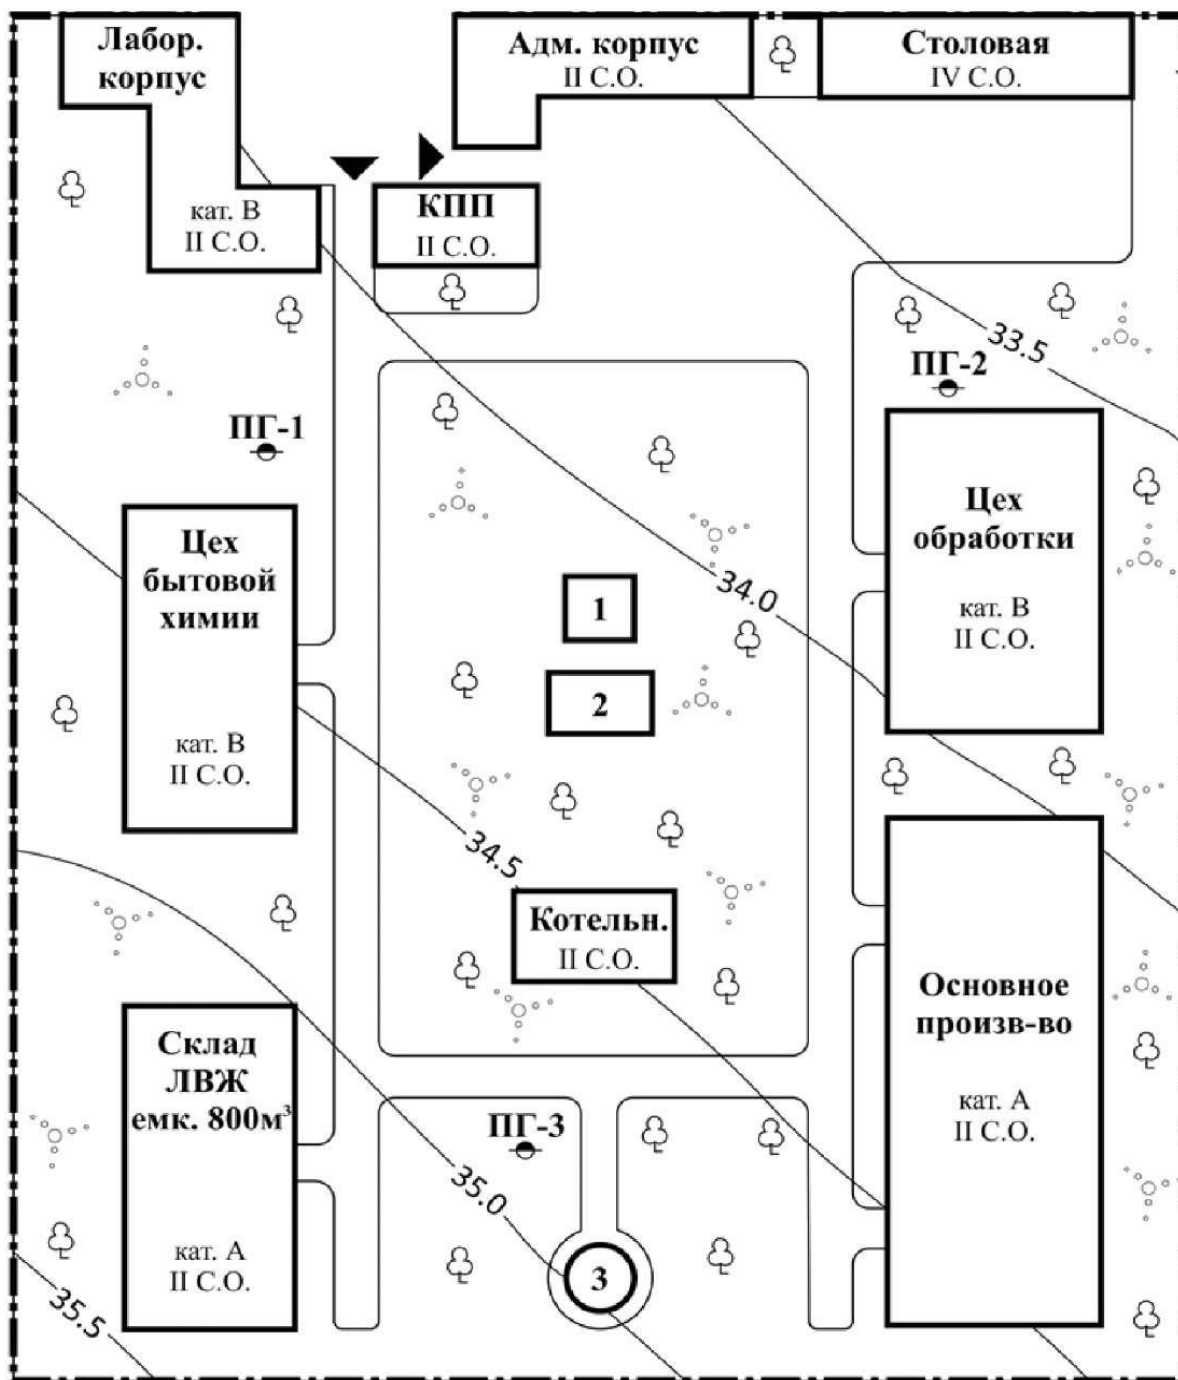 Лабор.
корпус
кат. В
II С.О.
Адм. корпус
II С.О.
Столовая
IV С.О.
КПП
II С.О.
33.5
ПГ-2
ПГ-1
Цех
бытовой
химии
кат. В
II С.О.
Цех
обработки
кат. В
II С.О.
34.0
1
2
34.5
Котельн.
II С.О.
Основное
произв-во
кат. А
II С.О.
Склад
ЛВЖ
емк. 800м³
кат. А
II С.О.
ПГ-3
35.0
3
35.5